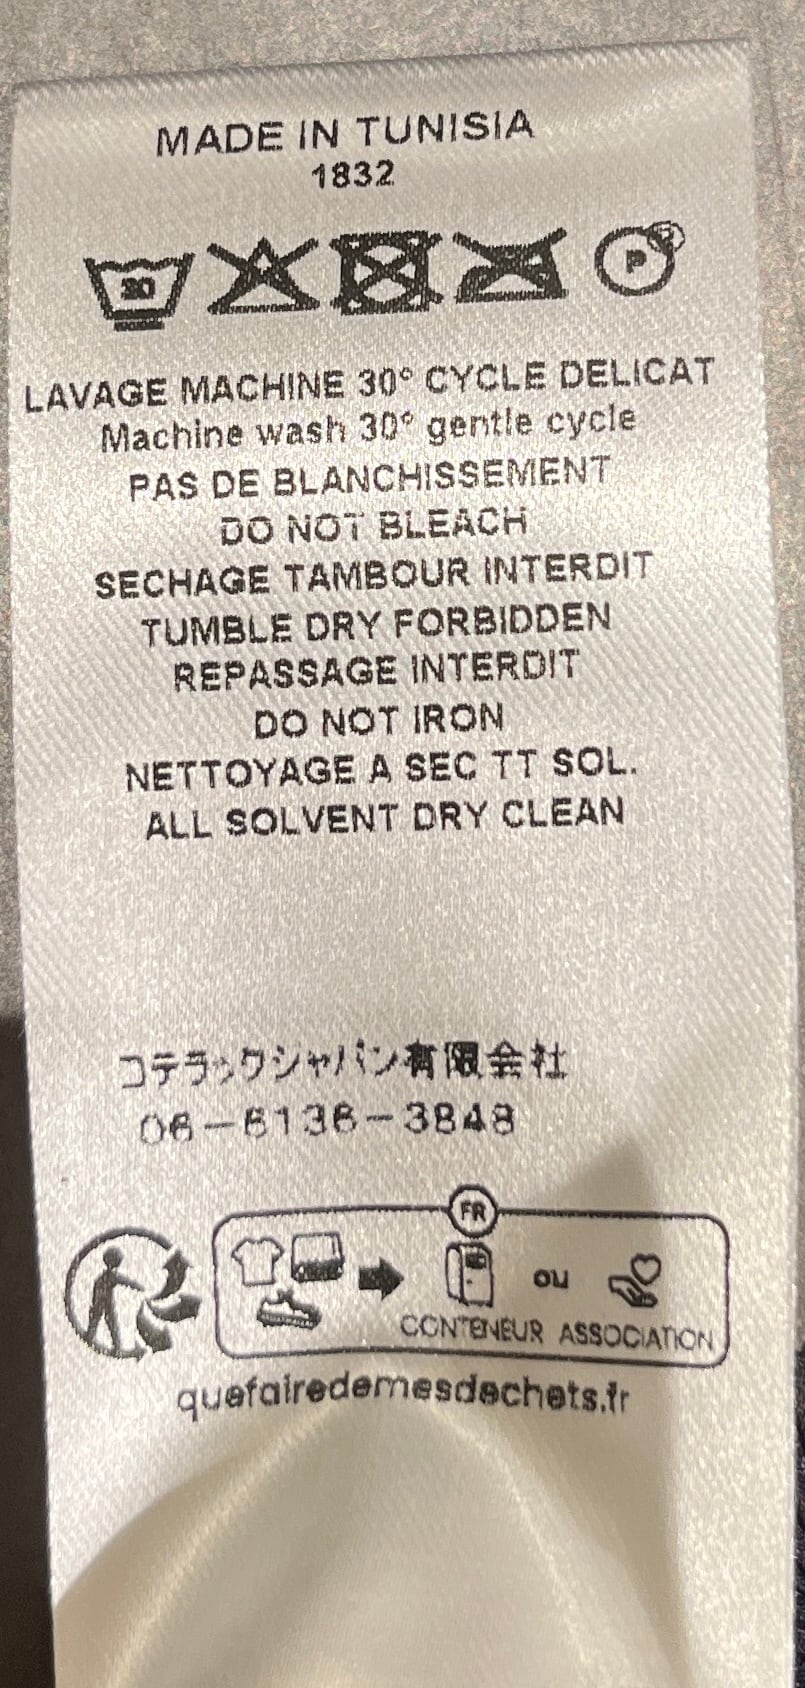 MADE IN TUNISIA
1832
30
P
LAVAGE MACHINE 30° CYCLE DELICAT
Machine wash 30° gentle cycle
PAS DE BLANCHISSEMENT
DO NOT BLEACH
SECHAGE TAMBOUR INTERDIT
TUMBLE DRY FORBIDDEN
REPASSAGE INTERDIT
DO NOT IRON
NETTOYAGE A SEC TT SOL.
ALL SOLVENT DRY CLEAN
コテラックジャパン有限会社
06-6136-3848
FR
ou
CONTENEUR ASSOCIATION
quefairedemesdechets.fr